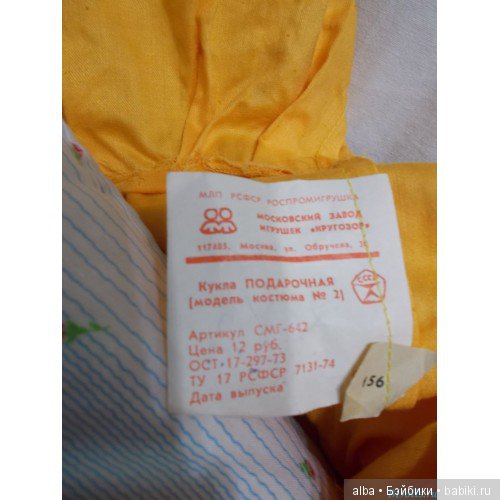 МЛП РСФСР РОСПРОМИГРУШКА
МОСКОВСКИЙ ЗАВОД
ИГРУШЕК «КРУГОЗОР»
117485, Москва, ул. Обручева,
Кукла ПОДАРОЧНАЯ
(модель костюма № 2)
СССР
Артикул СМГ-642
Цена 12 руб.
ОСТ 17-297-73
ТУ 17 РСФСР 7131-74
Дата выпуска
156
alba • Бэйбики • babiki.ru